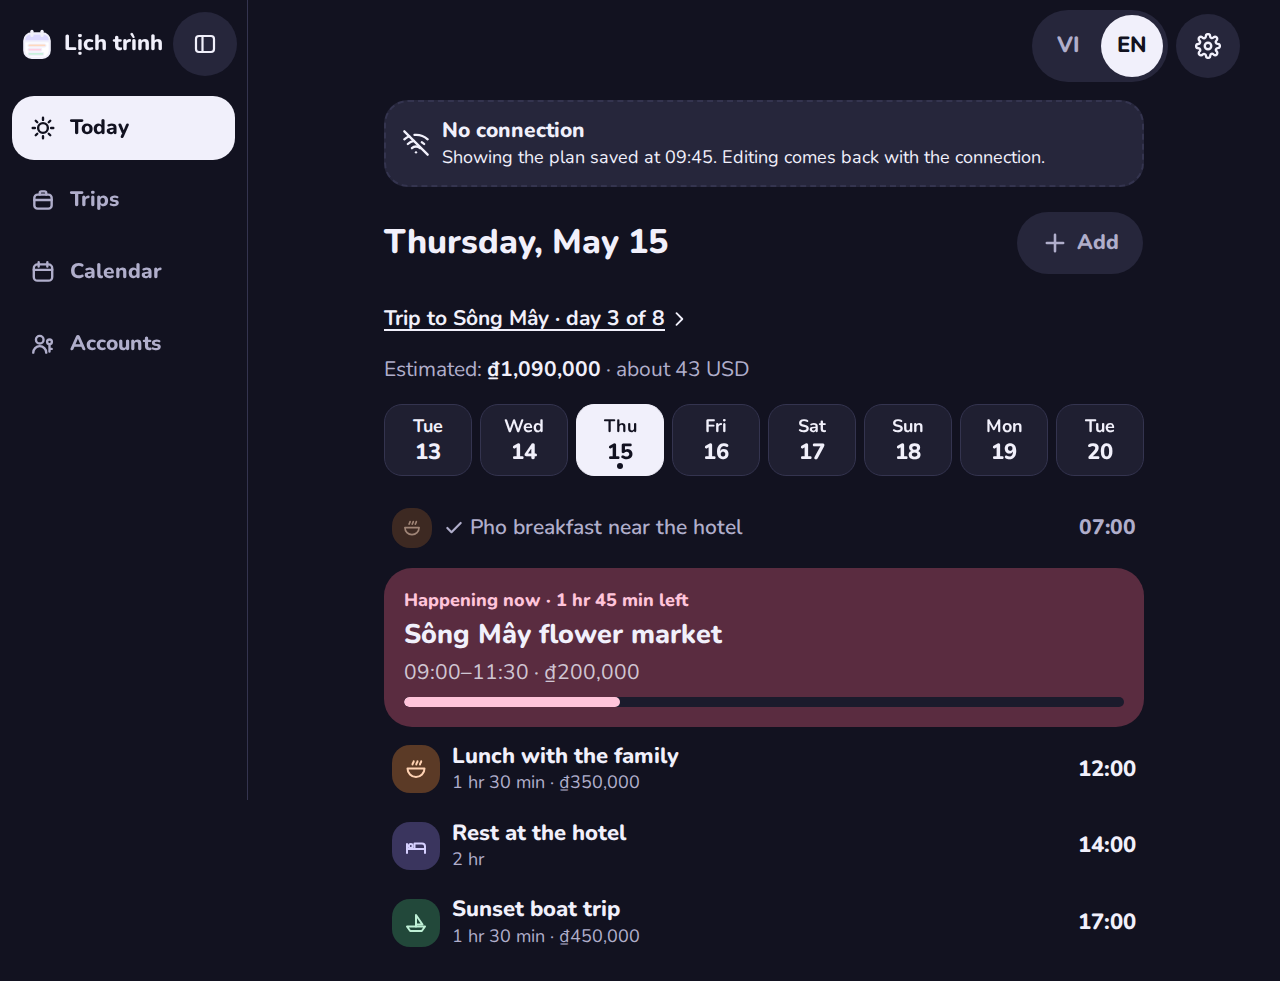 Lịch trình
VI
EN
Today
Trips
Calendar
Accounts
No connection
Showing the plan saved at 09:45. Editing comes back with the connection.
Thursday, May 15
Add
Trip to Sông Mây · day 3 of 8
Estimated: ₫1,090,000 · about 43 USD
Tue
13
Wed
14
Thu
15
Fri
16
Sat
17
Sun
18
Mon
19
Tue
20
Pho breakfast near the hotel
07:00
Happening now · 1 hr 45 min left
Sông Mây flower market
09:00–11:30 · ₫200,000
Lunch with the family
1 hr 30 min · ₫350,000
12:00
Rest at the hotel
2 hr
14:00
Sunset boat trip
1 hr 30 min · ₫450,000
17:00